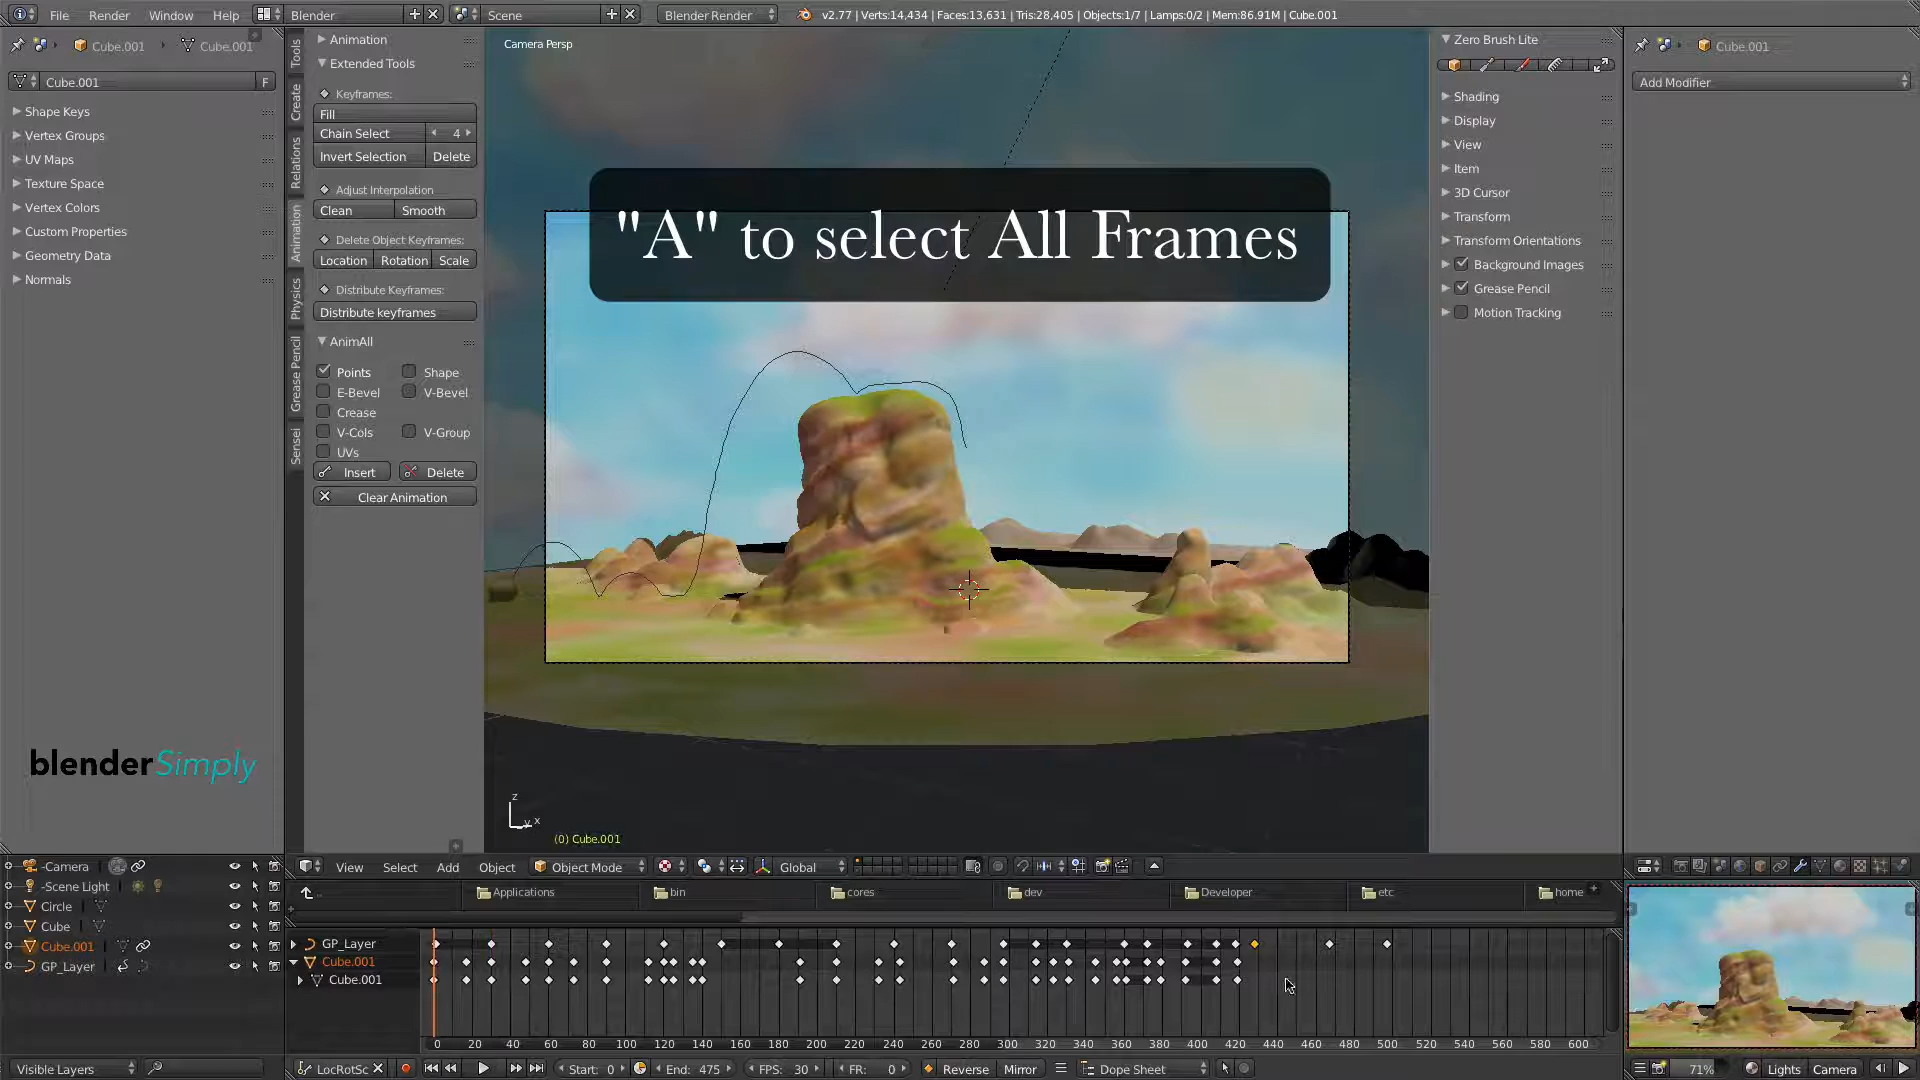 File Render Window Help Blender Scene Blender Render v2.77 | Verts:14,434 | Faces:13,631 | Tris:28,405 | Objects:1/7 | Lamps:0/2 | Mem:86.91M | Cube.001
Cube.001 Cube.001
Cube.001 F
Shape Keys
Vertex Groups
UV Maps
Texture Space
Vertex Colors
Custom Properties
Geometry Data
Normals
blenderSimply
Tools
Create
Relations
Animation
Physics
Grease Pencil
Sensei
Animation
Extended Tools
Keyframes:
Fill
Chain Select 4
Invert Selection Delete
Adjust Interpolation
Clean Smooth
Delete Object Keyframes:
Location Rotation Scale
Distribute Keyframes:
Distribute keyframes
AnimAll
Points Shape
E-Bevel V-Bevel
Crease
V-Cols V-Group
UVs
Insert Delete
Clear Animation
Camera Persp
"A" to select All Frames
z
y x
(0) Cube.001
Zero Brush Lite
Shading
Display
View
Item
3D Cursor
Transform
Transform Orientations
Background Images
Grease Pencil
Motion Tracking
Cube.001
Add Modifier
View Select Add Object Object Mode Global
-Camera
-Scene Light
Circle
Cube
Cube.001
GP_Layer
Visible Layers
.. Applications bin cores dev Developer etc home
GP_Layer
Cube.001
Cube.001
0 20 40 60 80 100 120 140 160 180 200 220 240 260 280 300 320 340 360 380 400 420 440 460 480 500 520 540 560 580 600
LocRotSc Start: 0 End: 475 FPS: 30 FR: 0 Reverse Mirror Dope Sheet
71% Lights Camera